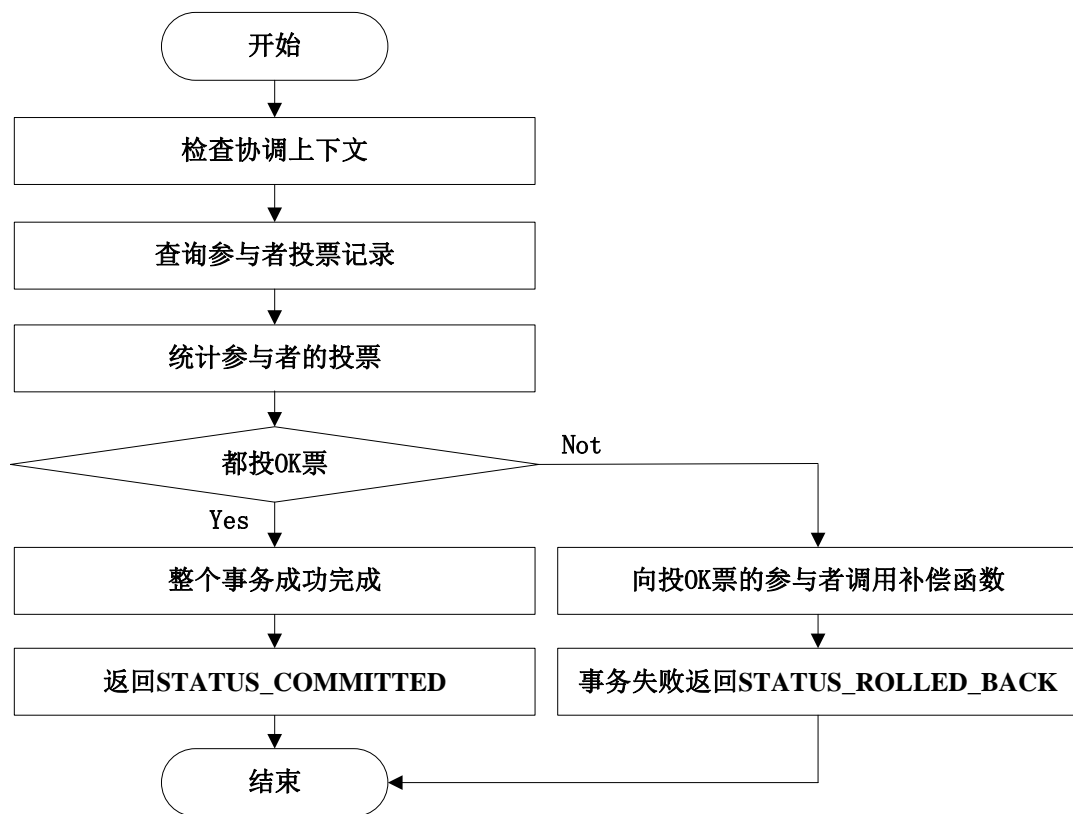 开始
检查协调上下文
查询参与者投票记录
统计参与者的投票
都投OK票
Not
Yes
整个事务成功完成
向投OK票的参与者调用补偿函数
返回STATUS_COMMITTED
事务失败返回STATUS_ROLLED_BACK
结束